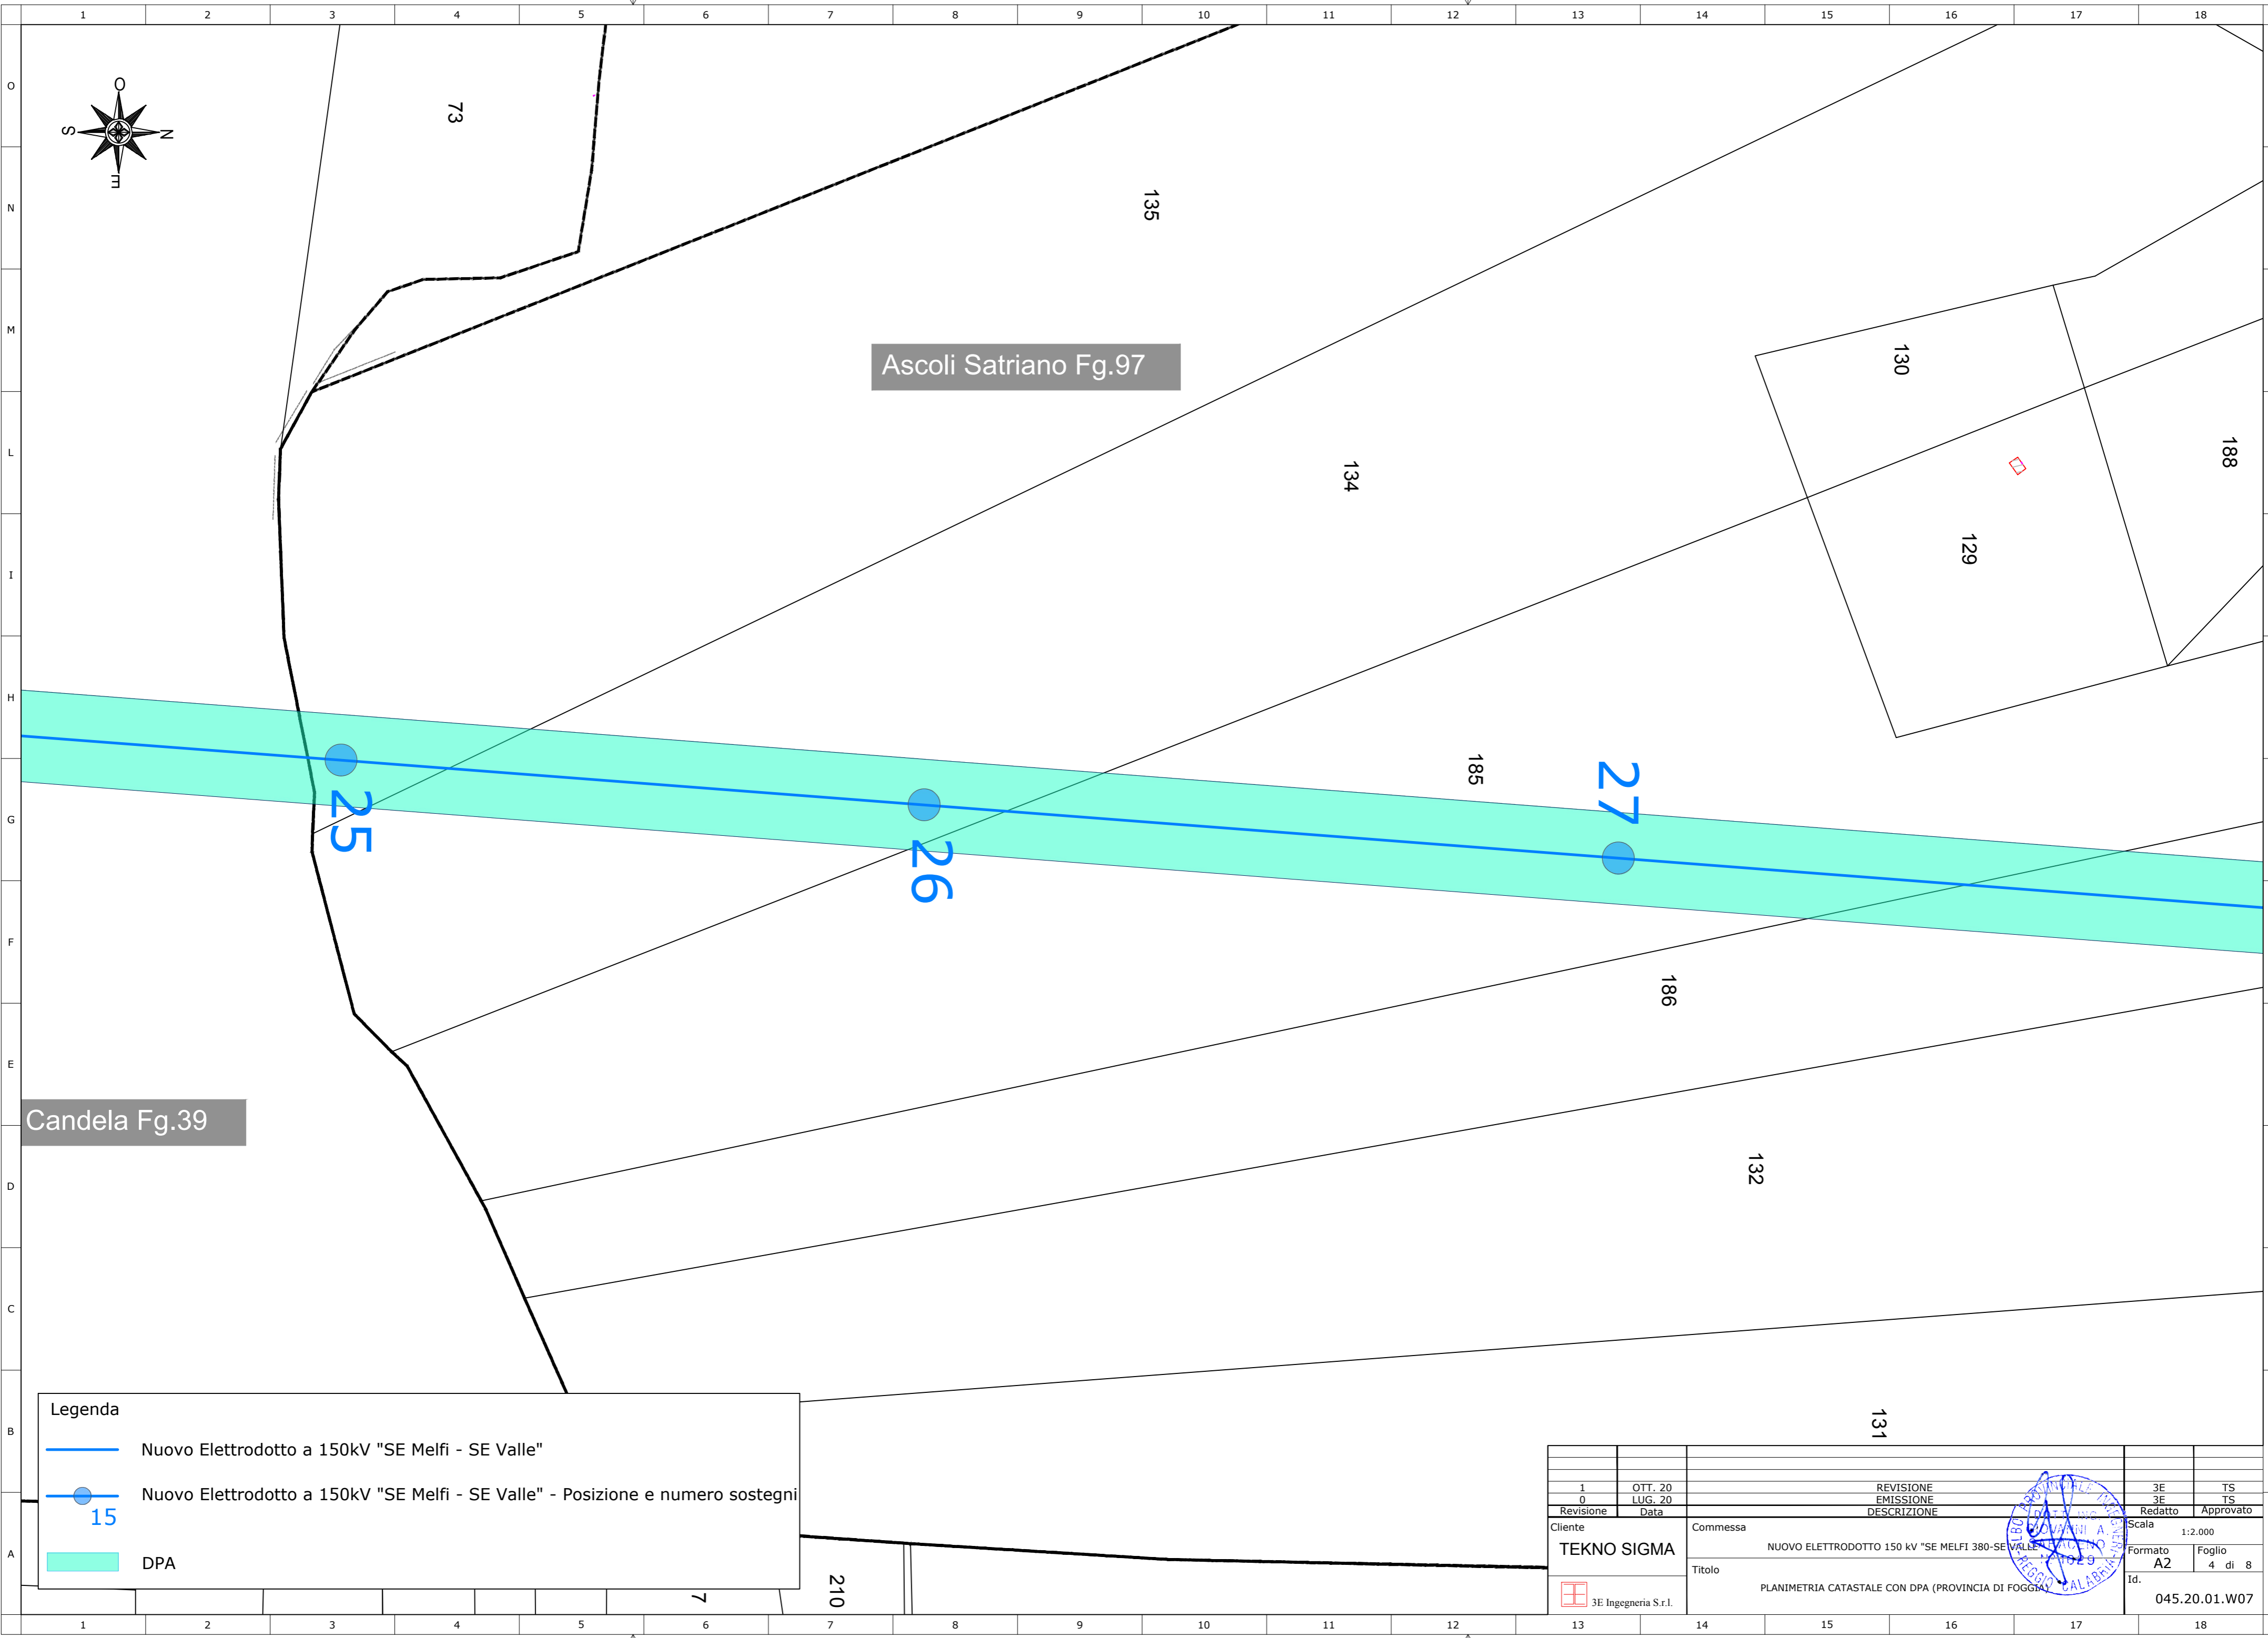 1 2 3 4 5 6 7 8 9 10 11 12 13 14 15 16 17 18
O
N
M
L
I
H
G
F
E
D
C
B
A
O
S
N
E
73
135
Ascoli Satriano Fg.97
130
188
134
129
185
27
25
26
186
Candela Fg.39
132
131
Legenda
Nuovo Elettrodotto a 150kV "SE Melfi - SE Valle"
Nuovo Elettrodotto a 150kV "SE Melfi - SE Valle" - Posizione e numero sostegni
15
DPA
7
210
1 OTT. 20 REVISIONE 3E TS
0 LUG. 20 EMISSIONE 3E TS
Revisione Data DESCRIZIONE Redatto Approvato
Cliente
TEKNO SIGMA
3E Ingegneria S.r.l.
Commessa
NUOVO ELETTRODOTTO 150 kV "SE MELFI 380-SE VALLE
Titolo
PLANIMETRIA CATASTALE CON DPA (PROVINCIA DI FOGGIA)
Scala
1:2.000
Formato
A2
Foglio
4 di 8
Id.
045.20.01.W07
1 2 3 4 5 6 7 8 9 10 11 12 13 14 15 16 17 18